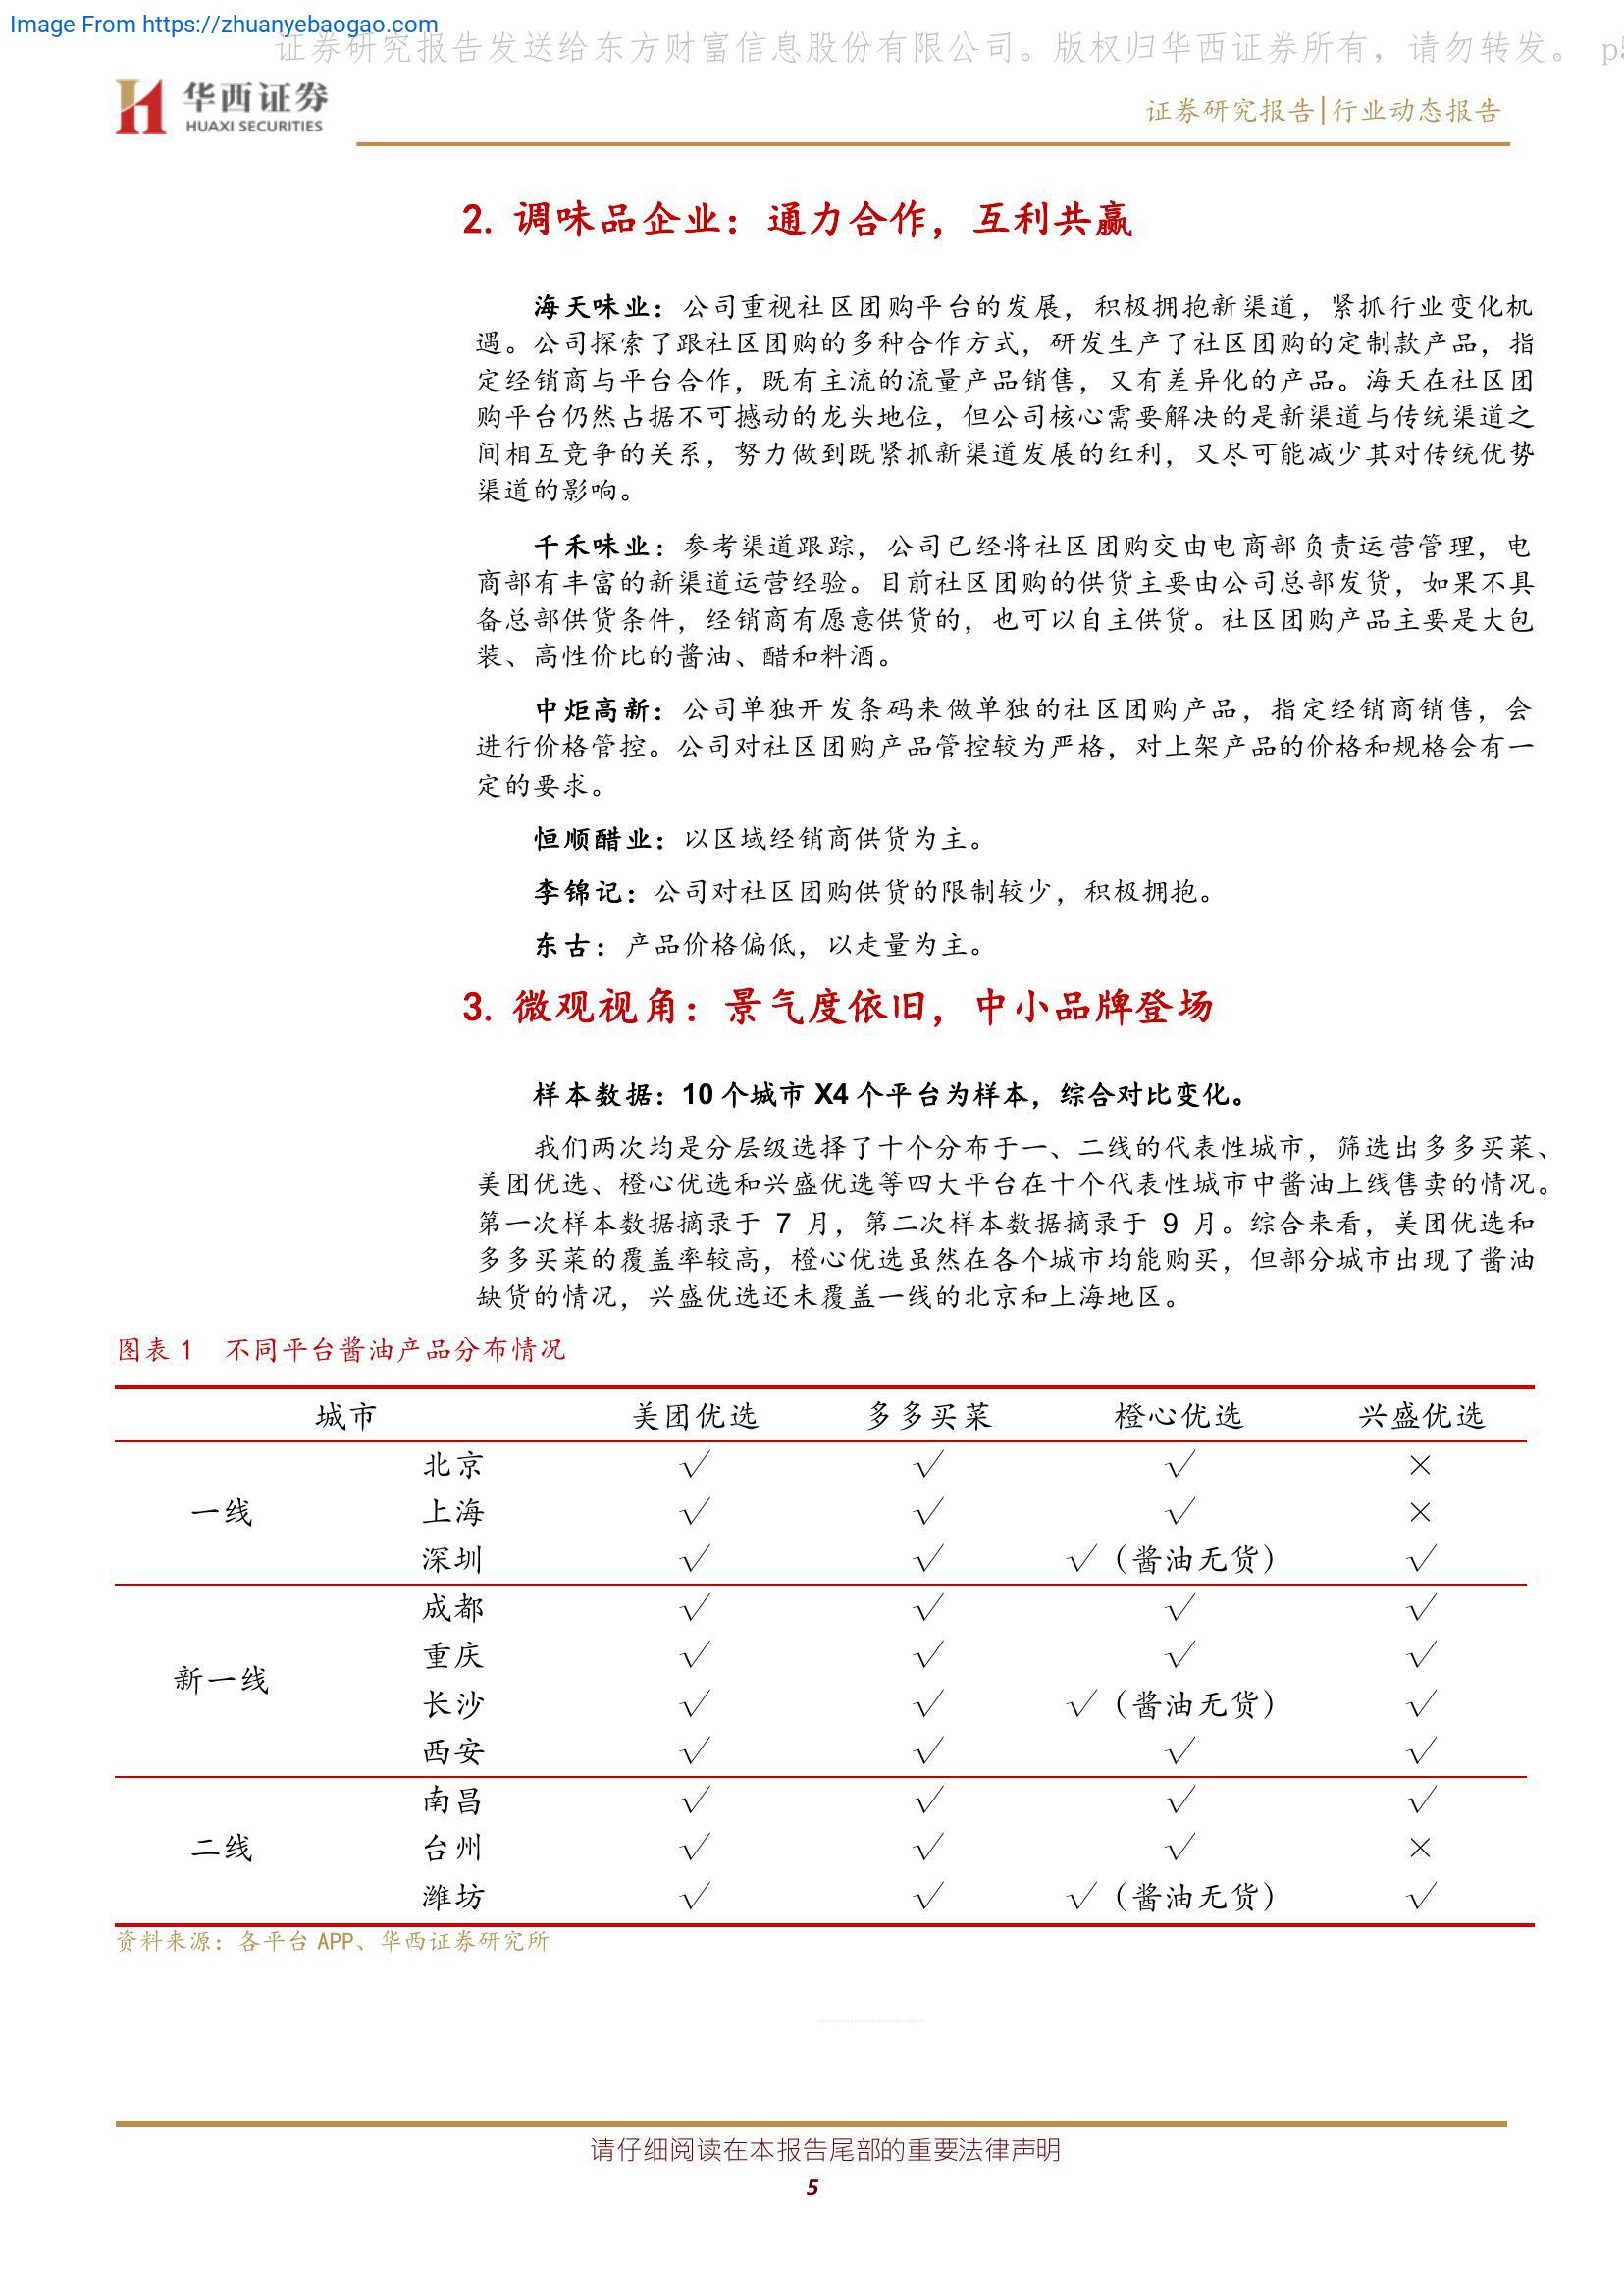 Image From https://zhuanyebaogao.com
证券研究报告发送给东方财富信息股份有限公司。版权归华西证券所有，请勿转发。 p5
华西证券
HUAXI SECURITIES
证券研究报告|行业动态报告
2. 调味品企业：通力合作，互利共赢
海天味业：公司重视社区团购平台的发展，积极拥抱新渠道，紧抓行业变化机
遇。公司探索了跟社区团购的多种合作方式，研发生产了社区团购的定制款产品，指
定经销商与平台合作，既有主流的流量产品销售，又有差异化的产品。海天在社区团
购平台仍然占据不可撼动的龙头地位，但公司核心需要解决的是新渠道与传统渠道之
间相互竞争的关系，努力做到既紧抓新渠道发展的红利，又尽可能减少其对传统优势
渠道的影响。
千禾味业：参考渠道跟踪，公司已经将社区团购交由电商部负责运营管理，电
商部有丰富的新渠道运营经验。目前社区团购的供货主要由公司总部发货，如果不具
备总部供货条件，经销商有愿意供货的，也可以自主供货。社区团购产品主要是大包
装、高性价比的酱油、醋和料酒。
中炬高新：公司单独开发条码来做单独的社区团购产品，指定经销商销售，会
进行价格管控。公司对社区团购产品管控较为严格，对上架产品的价格和规格会有一
定的要求。
恒顺醋业：以区域经销商供货为主。
李锦记：公司对社区团购供货的限制较少，积极拥抱。
东古：产品价格偏低，以走量为主。
3. 微观视角：景气度依旧，中小品牌登场
样本数据：10 个城市 X4 个平台为样本，综合对比变化。
我们两次均是分层级选择了十个分布于一、二线的代表性城市，筛选出多多买菜、
美团优选、橙心优选和兴盛优选等四大平台在十个代表性城市中酱油上线售卖的情况。
第一次样本数据摘录于 7 月，第二次样本数据摘录于 9 月。综合来看，美团优选和
多多买菜的覆盖率较高，橙心优选虽然在各个城市均能购买，但部分城市出现了酱油
缺货的情况，兴盛优选还未覆盖一线的北京和上海地区。
图表 1 不同平台酱油产品分布情况
城市 美团优选 多多买菜 橙心优选 兴盛优选
北京 √ √ √ ×
一线 上海 √ √ √ ×
深圳 √ √ √（酱油无货） √
成都 √ √ √ √
重庆 √ √ √ √
新一线
长沙 √ √ √（酱油无货） √
西安 √ √ √ √
南昌 √ √ √ √
二线 台州 √ √ √ ×
潍坊 √ √ √（酱油无货） √
资料来源：各平台 APP、华西证券研究所
请仔细阅读在本报告尾部的重要法律声明
5